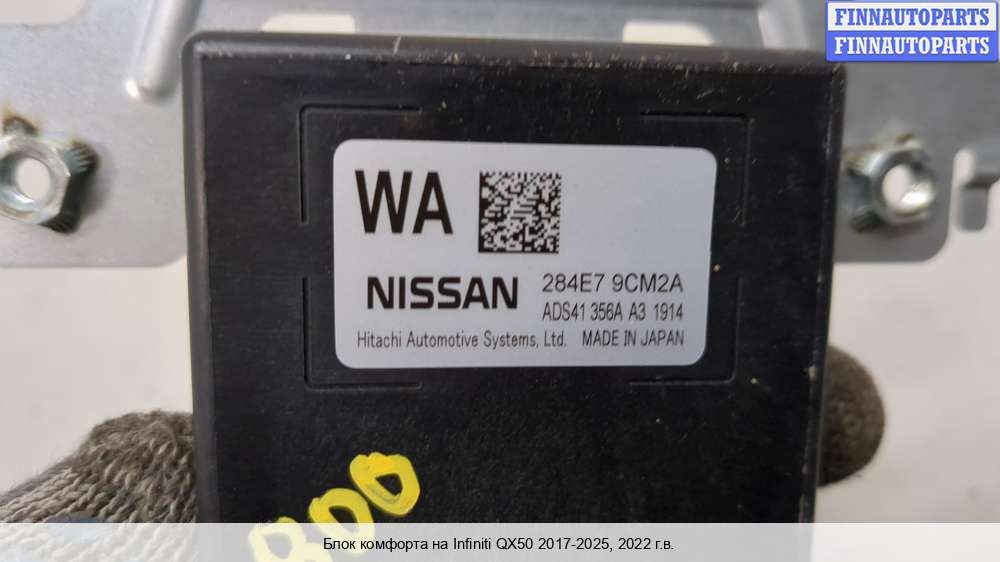 FINNAUTOPARTS
FINNAUTOPARTS
WA
NISSAN 284E7 9CM2A
ADS41 356A A3 1914
Hitachi Automotive Systems, Ltd. MADE IN JAPAN
800
Блок комфорта на Infiniti QX50 2017-2025, 2022 г.в.